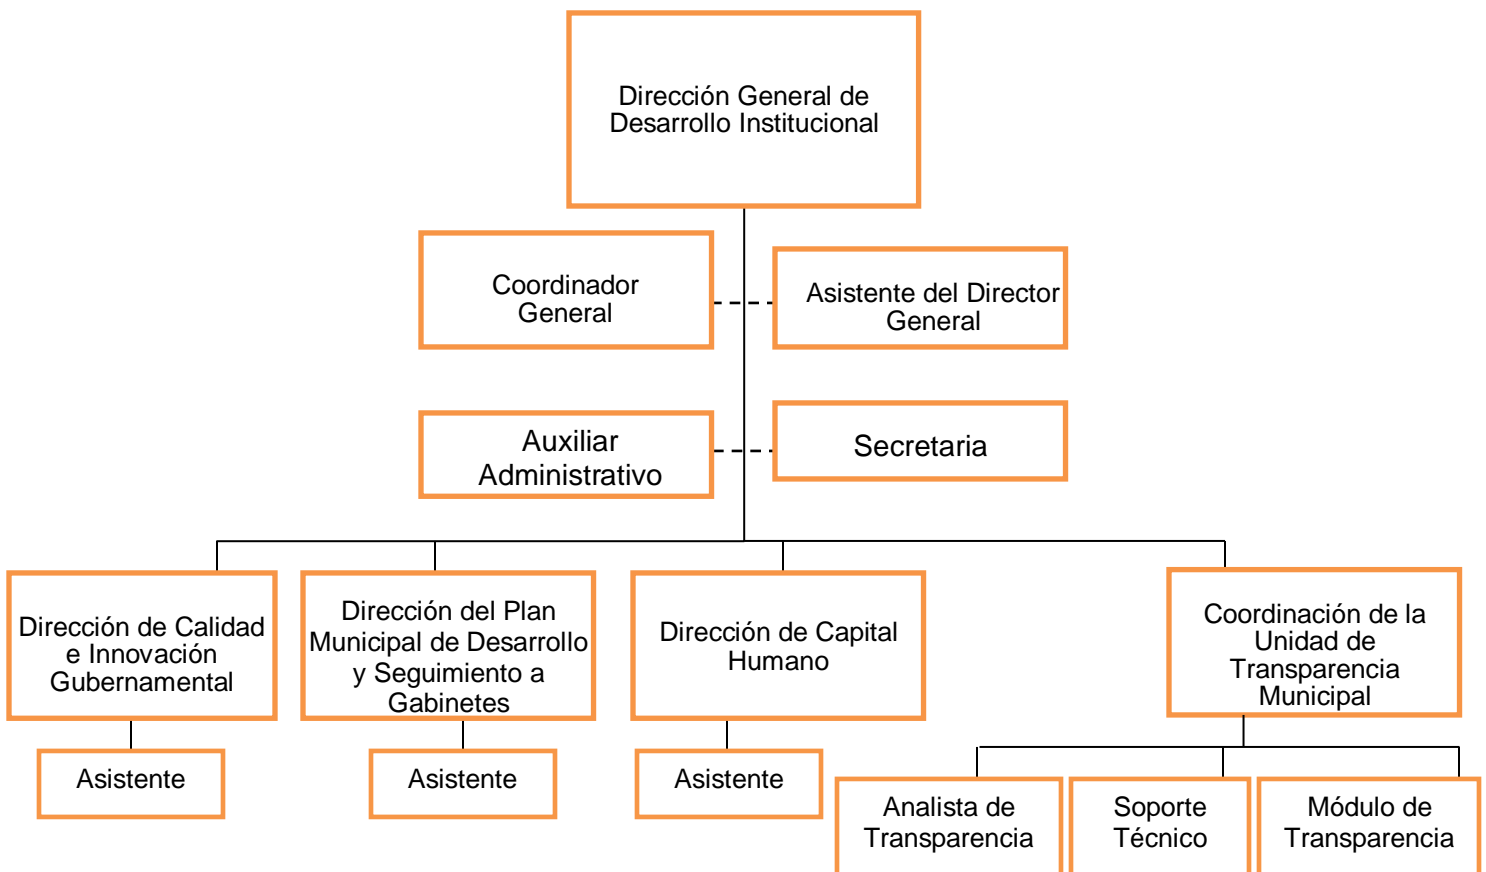 Dirección General de
Desarrollo Institucional
Coordinador
General
Asistente del Director
General
Auxiliar
Administrativo
Secretaria
Dirección de Calidad
e Innovación
Gubernamental
Dirección del Plan
Municipal de Desarrollo
y Seguimiento a
Gabinetes
Dirección de Capital
Humano
Coordinación de la
Unidad de
Transparencia
Municipal
Asistente
Asistente
Asistente
Analista de
Transparencia
Soporte
Técnico
Módulo de
Transparencia